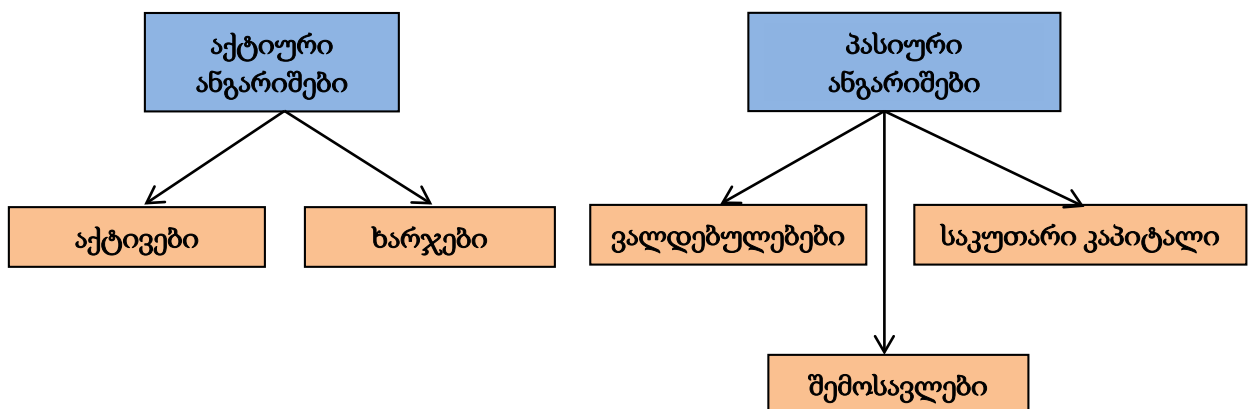 აქტიური
ანგარიშები
პასიური
ანგარიშები
აქტივები
ხარჯები
ვალდებულებები
საკუთარი კაპიტალი
შემოსავლები